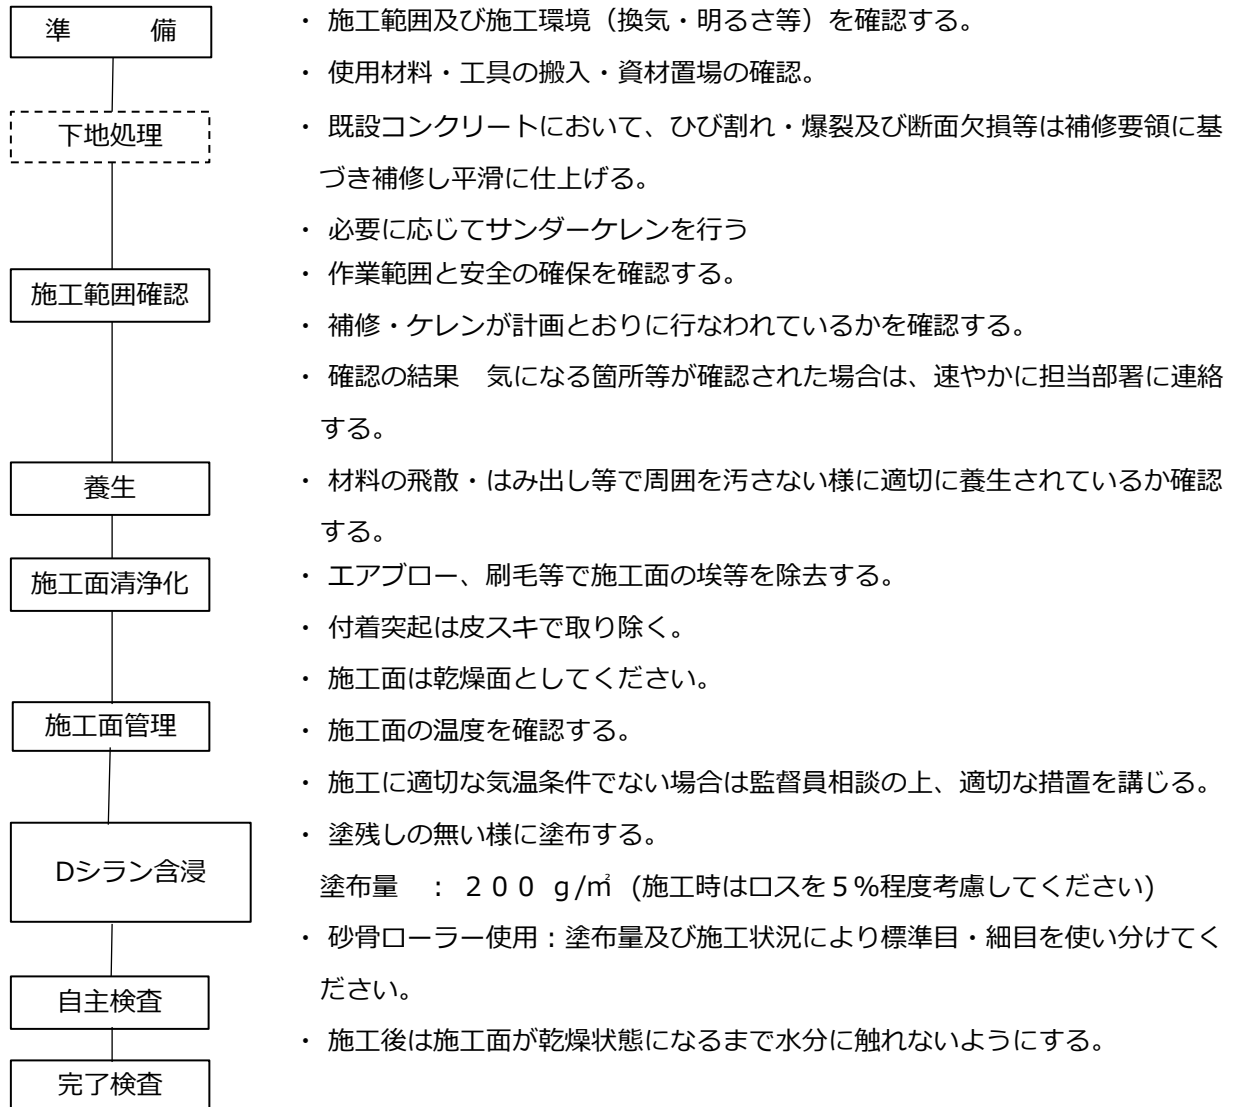 準　　備
・ 施工範囲及び施工環境（換気・明るさ等）を確認する。
・ 使用材料・工具の搬入・資材置場の確認。
下地処理
・ 既設コンクリートにおいて、ひび割れ・爆裂及び断面欠損等は補修要領に基
づき補修し平滑に仕上げる。
・ 必要に応じてサンダーケレンを行う
施工範囲確認
・ 作業範囲と安全の確保を確認する。
・ 補修・ケレンが計画とおりに行なわれているかを確認する。
・ 確認の結果　気になる箇所等が確認された場合は、速やかに担当部署に連絡
する。
養生
・ 材料の飛散・はみ出し等で周囲を汚さない様に適切に養生されているか確認
する。
施工面清浄化
・ エアブロー、刷毛等で施工面の埃等を除去する。
・ 付着突起は皮スキで取り除く。
・ 施工面は乾燥面としてください。
施工面管理
・ 施工面の温度を確認する。
・ 施工に適切な気温条件でない場合は監督員相談の上、適切な措置を講じる。
Dシラン含浸
・ 塗残しの無い様に塗布する。
塗布量　： ２００ g/㎡ (施工時はロスを５%程度考慮してください)
・ 砂骨ローラー使用：塗布量及び施工状況により標準目・細目を使い分けてく
ださい。
自主検査
・ 施工後は施工面が乾燥状態になるまで水分に触れないようにする。
完了検査